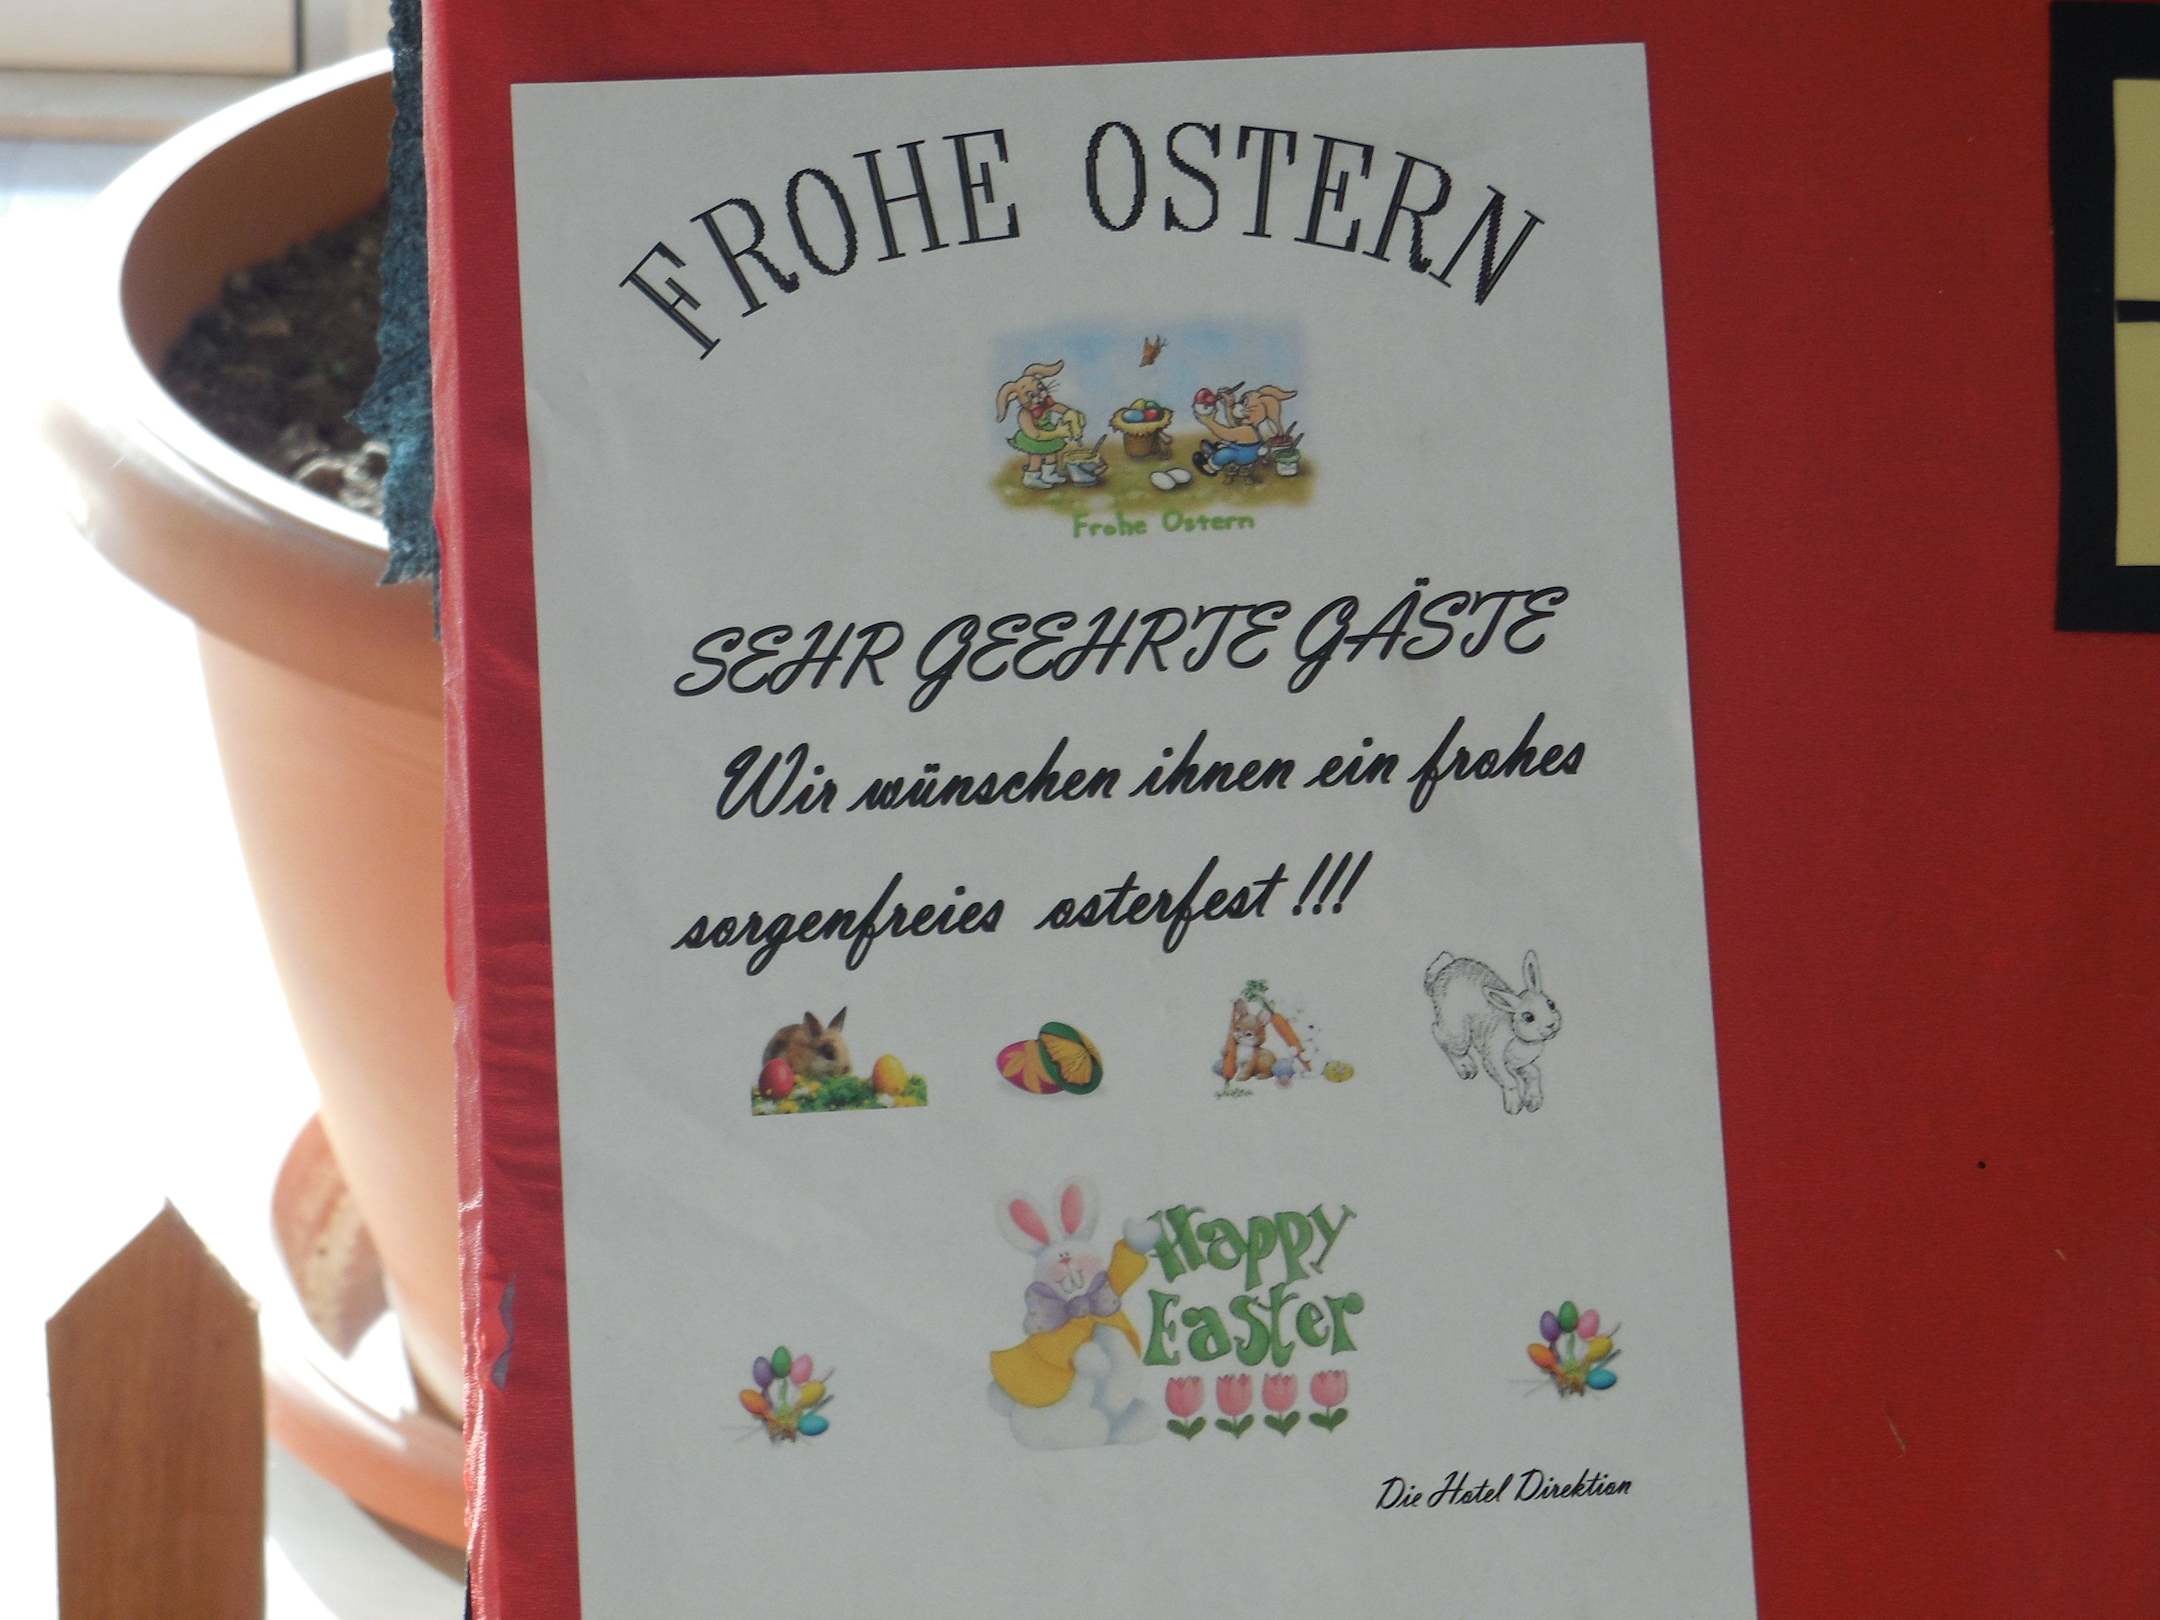 FROHE OSTERN
Frohe Ostern
SEHR GEEHRTE GÄSTE
Wir wünschen ihnen ein frohes
sorgenfreies osterfest !!!
Happy
Easter
Die Hotel Direktion